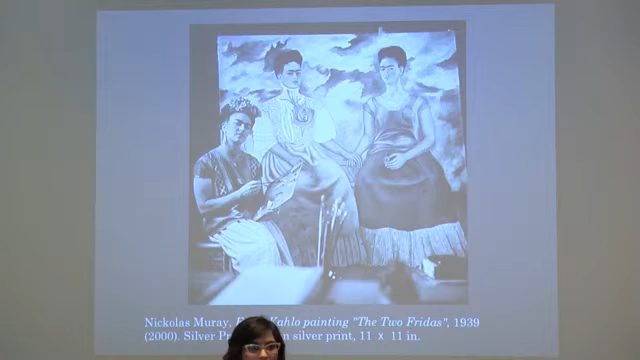 Nickolas Muray, Kahlo painting "The Two Fridas", 1939
(2000). Silver silver print, 11 x 11 in.